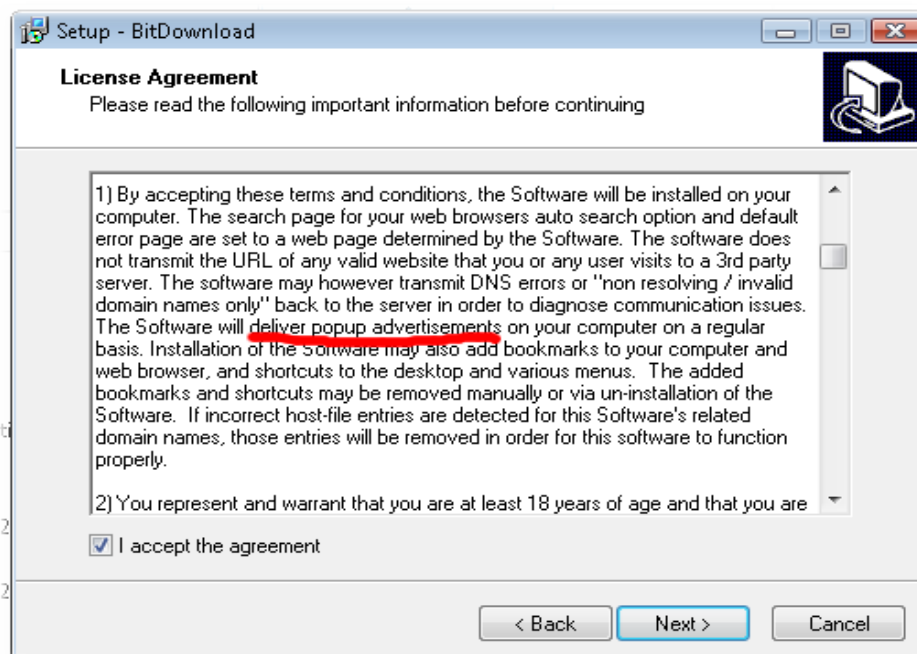 Setup - BitDownload
License Agreement
Please read the following important information before continuing
1) By accepting these terms and conditions, the Software will be installed on your
computer. The search page for your web browsers auto search option and default
error page are set to a web page determined by the Software. The software does
not transmit the URL of any valid website that you or any user visits to a 3rd party
server. The software may however transmit DNS errors or "non resolving / invalid
domain names only" back to the server in order to diagnose communication issues.
The Software will deliver popup advertisements on your computer on a regular
basis. Installation of the Software may also add bookmarks to your computer and
web browser, and shortcuts to the desktop and various menus.  The added
bookmarks and shortcuts may be removed manually or via un-installation of the
Software.  If incorrect host-file entries are detected for this Software's related
domain names, those entries will be removed in order for this software to function
properly.
2) You represent and warrant that you are at least 18 years of age and that you are
I accept the agreement
< Back
Next >
Cancel